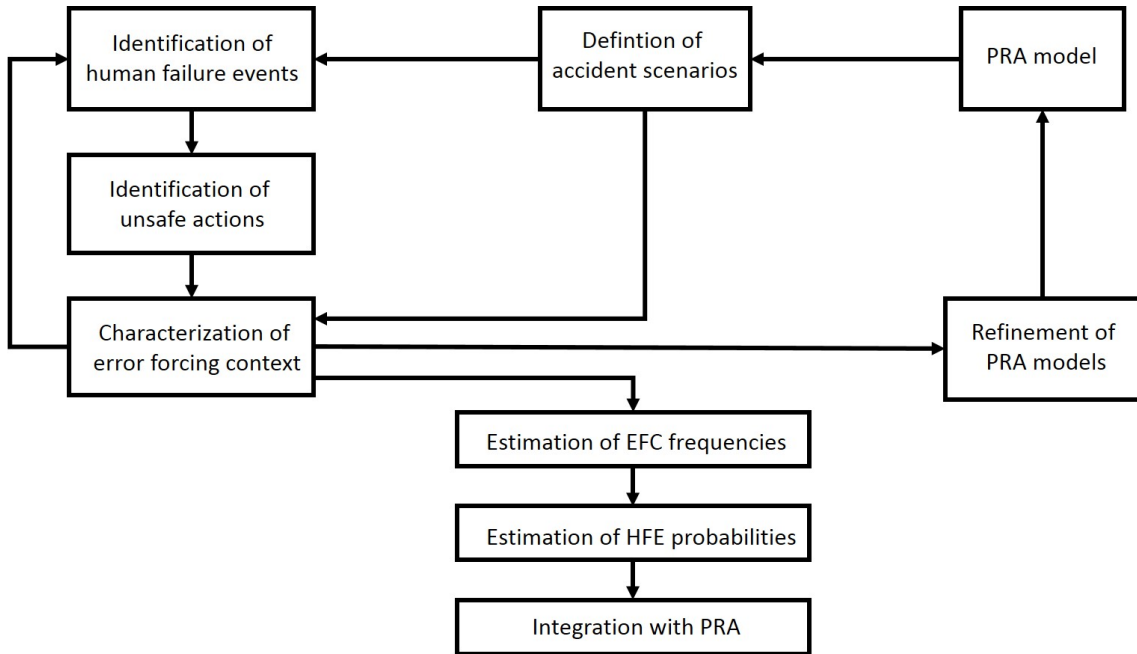 Identification of
human failure events
Defintion of
accident scenarios
PRA model
Identification of
unsafe actions
Characterization of
error forcing context
Refinement of
PRA models
Estimation of EFC frequencies
Estimation of HFE probabilities
Integration with PRA